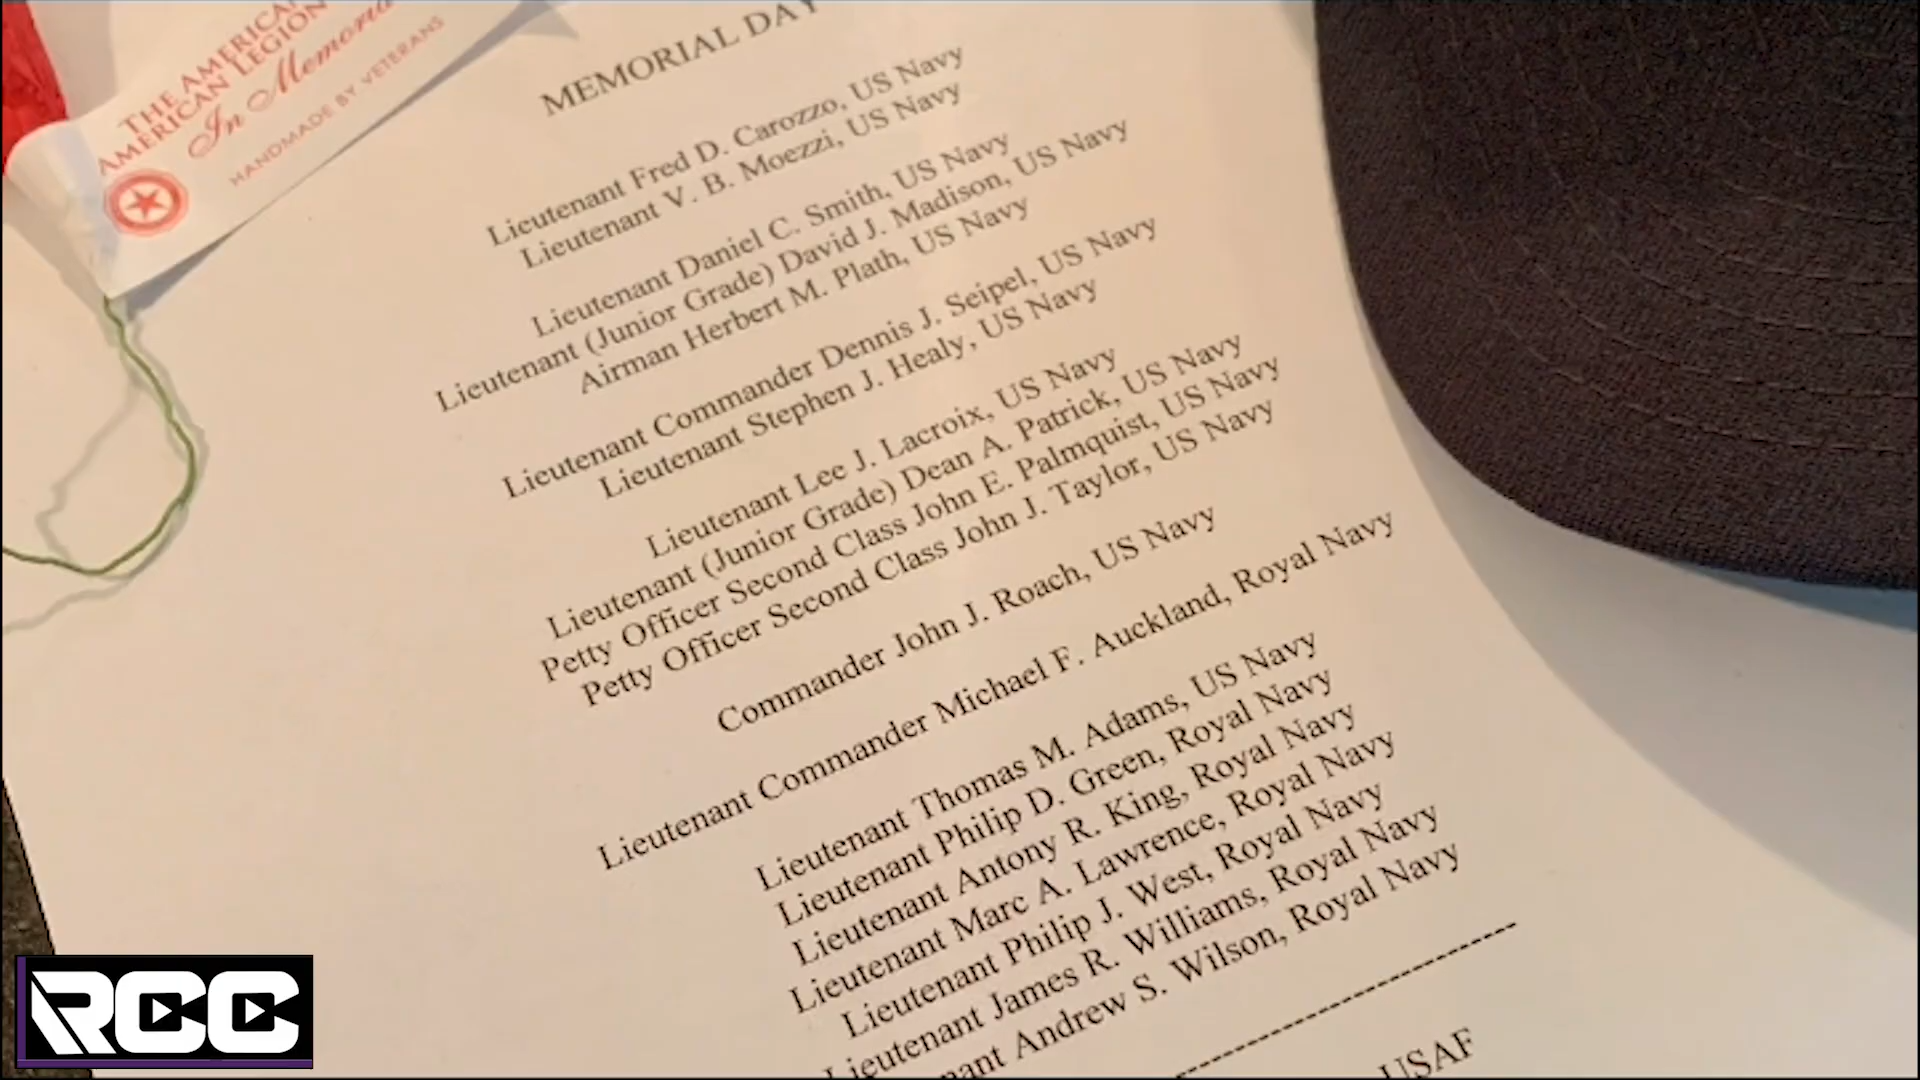 THE AMERICAN
AMERICAN LEGION
In Memoria
HANDMADE BY VETERANS
MEMORIAL DAY
Lieutenant Fred D. Carozzo, US Navy
Lieutenant V. B. Moezzi, US Navy
Lieutenant Daniel C. Smith, US Navy
Lieutenant (Junior Grade) David J. Madison, US Navy
Airman Herbert M. Plath, US Navy
Lieutenant Commander Dennis J. Seipel, US Navy
Lieutenant Stephen J. Healy, US Navy
Lieutenant Lee J. Lacroix, US Navy
Lieutenant (Junior Grade) Dean A. Patrick, US Navy
Petty Officer Second Class John E. Palmquist, US Navy
Petty Officer Second Class John J. Taylor, US Navy
Commander John J. Roach, US Navy
Lieutenant Commander Michael F. Auckland, Royal Navy
Lieutenant Thomas M. Adams, US Navy
Lieutenant Philip D. Green, Royal Navy
Lieutenant Antony R. King, Royal Navy
Lieutenant Marc A. Lawrence, Royal Navy
Lieutenant Philip J. West, Royal Navy
Lieutenant James R. Williams, Royal Navy
nant Andrew S. Wilson, Royal Navy
USAF
RCC